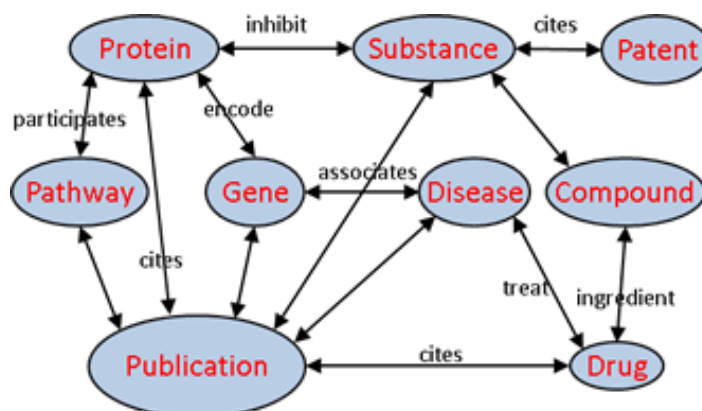 inhibit
cites
Protein
Substance
Patent
encode
participates
associates
Pathway
Gene
Disease
Compound
cites
treat
ingredient
Publication
cites
Drug